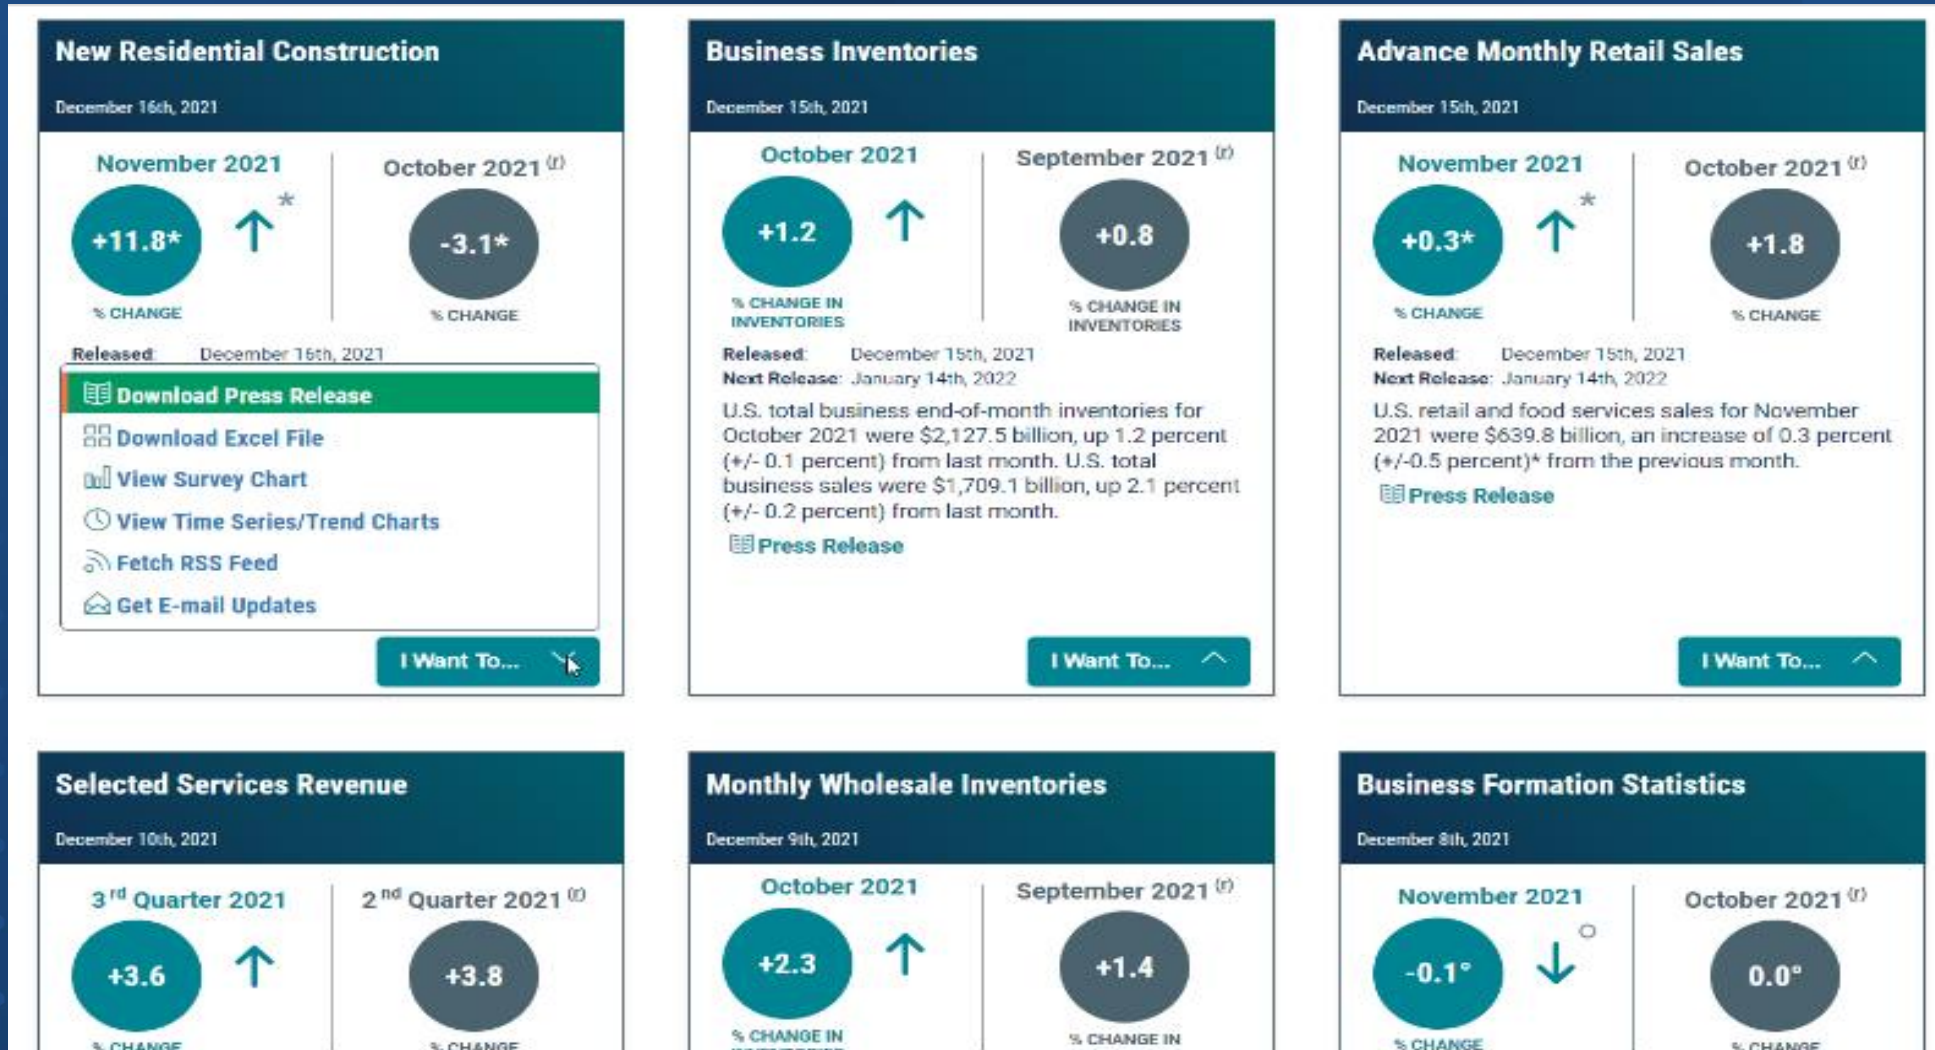 New Residential Construction
December 16th, 2021
November 2021
October 2021 (r)
+11.8*
*
-3.1*
% CHANGE
% CHANGE
Released: December 16th, 2021
Download Press Release
Download Excel File
View Survey Chart
View Time Series/Trend Charts
Fetch RSS Feed
Get E-mail Updates
I Want To...
Business Inventories
December 15th, 2021
October 2021
September 2021 (r)
+1.2
+0.8
% CHANGE IN
INVENTORIES
% CHANGE IN
INVENTORIES
Released: December 15th, 2021
Next Release: January 14th, 2022
U.S. total business end-of-month inventories for
October 2021 were $2,127.5 billion, up 1.2 percent
(+/- 0.1 percent) from last month. U.S. total
business sales were $1,709.1 billion, up 2.1 percent
(+/- 0.2 percent) from last month.
Press Release
I Want To...
Advance Monthly Retail Sales
December 15th, 2021
November 2021
October 2021 (r)
+0.3*
*
+1.8
% CHANGE
% CHANGE
Released: December 15th, 2021
Next Release: January 14th, 2022
U.S. retail and food services sales for November
2021 were $639.8 billion, an increase of 0.3 percent
(+/-0.5 percent)* from the previous month.
Press Release
I Want To...
Selected Services Revenue
December 10th, 2021
3rd Quarter 2021
2nd Quarter 2021 (r)
+3.6
+3.8
% CHANGE
% CHANGE
Monthly Wholesale Inventories
December 9th, 2021
October 2021
September 2021 (r)
+2.3
+1.4
% CHANGE IN
% CHANGE IN
Business Formation Statistics
December 8th, 2021
November 2021
October 2021 (r)
-0.1°
°
0.0°
% CHANGE
% CHANGE